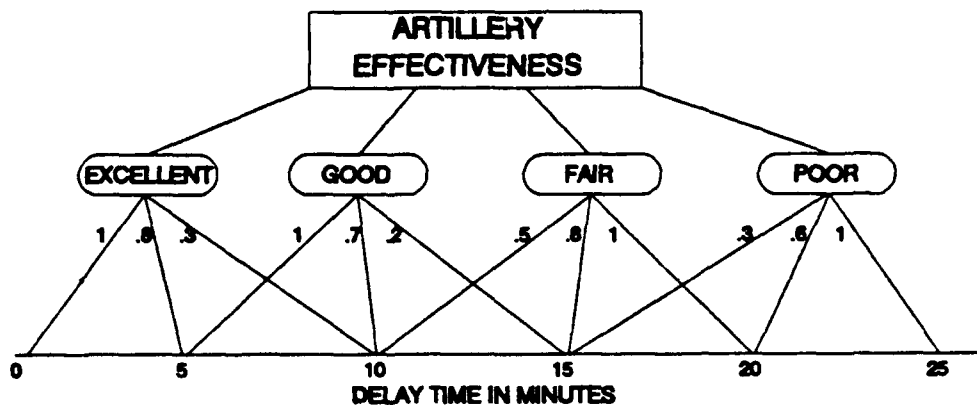 ARTILLERY
EFFECTIVENESS
EXCELLENT GOOD FAIR POOR
1 .8 .3 1 .7 .2 .5 .8 1 .3 .6 1
0 5 10 15 20 25
DELAY TIME IN MINUTES